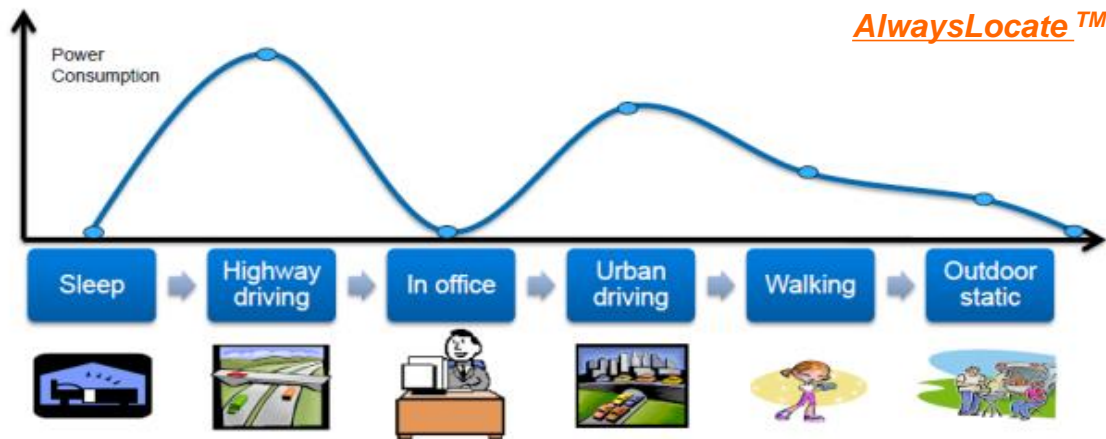 AlwaysLocate TM
Power
Consumption
Sleep
Highway
driving
In office
Urban
driving
Walking
Outdoor
static